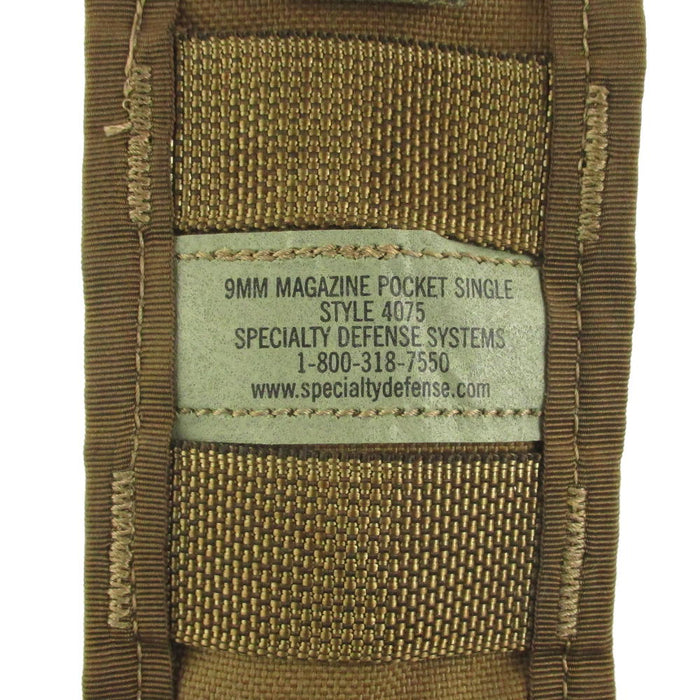 9MM MAGAZINE POCKET SINGLE
STYLE 4075
SPECIALTY DEFENSE SYSTEMS
1-800-318-7550
www.specialtydefense.com